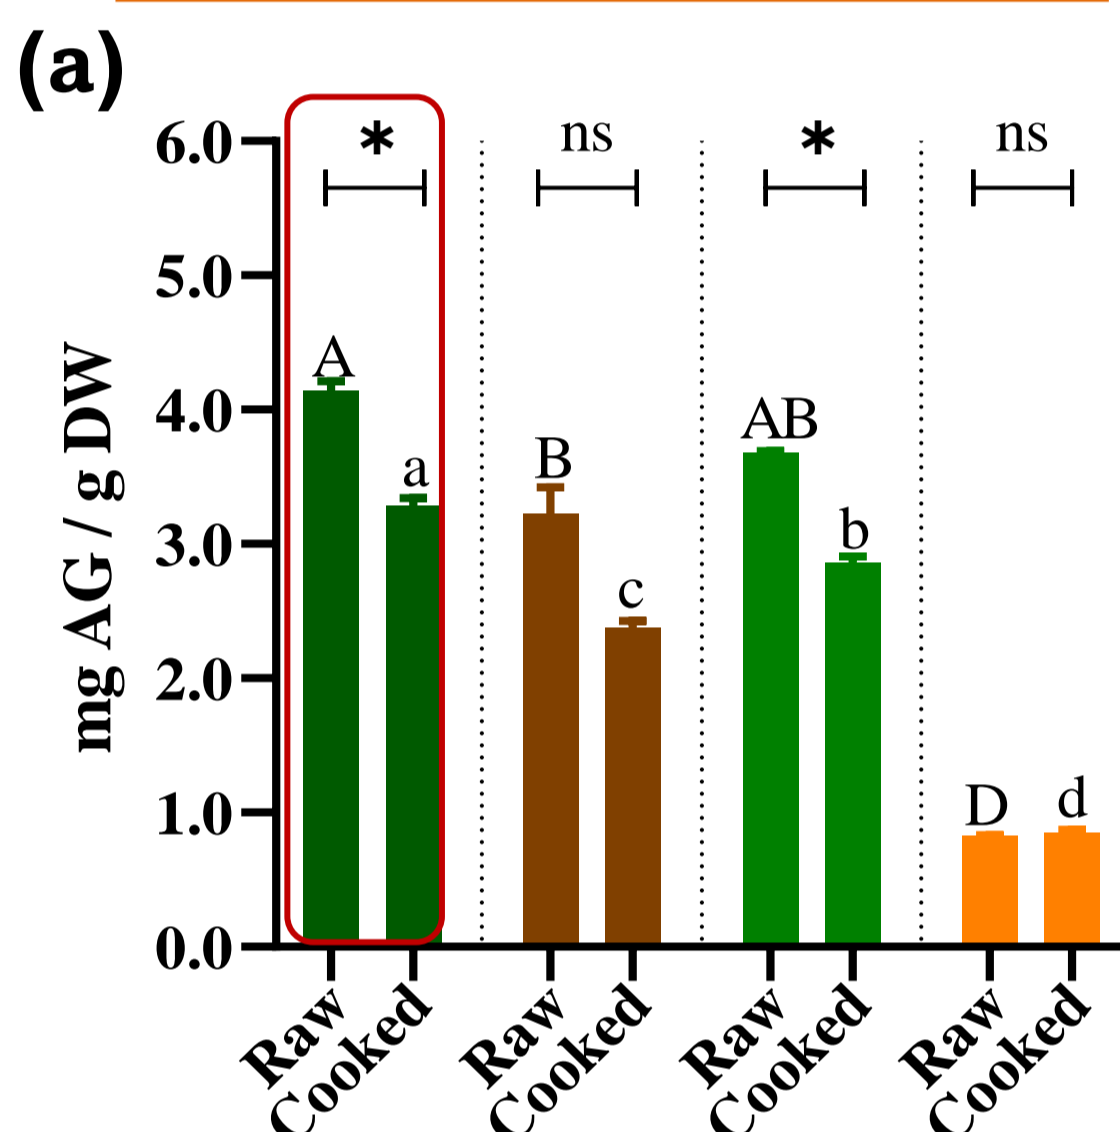 (a)
* ns * ns
6.0
5.0
4.0
3.0
2.0
1.0
0.0
mg AG / g DW
A a B c AB b D d
Raw Cooked Raw Cooked Raw Cooked Raw Cooked